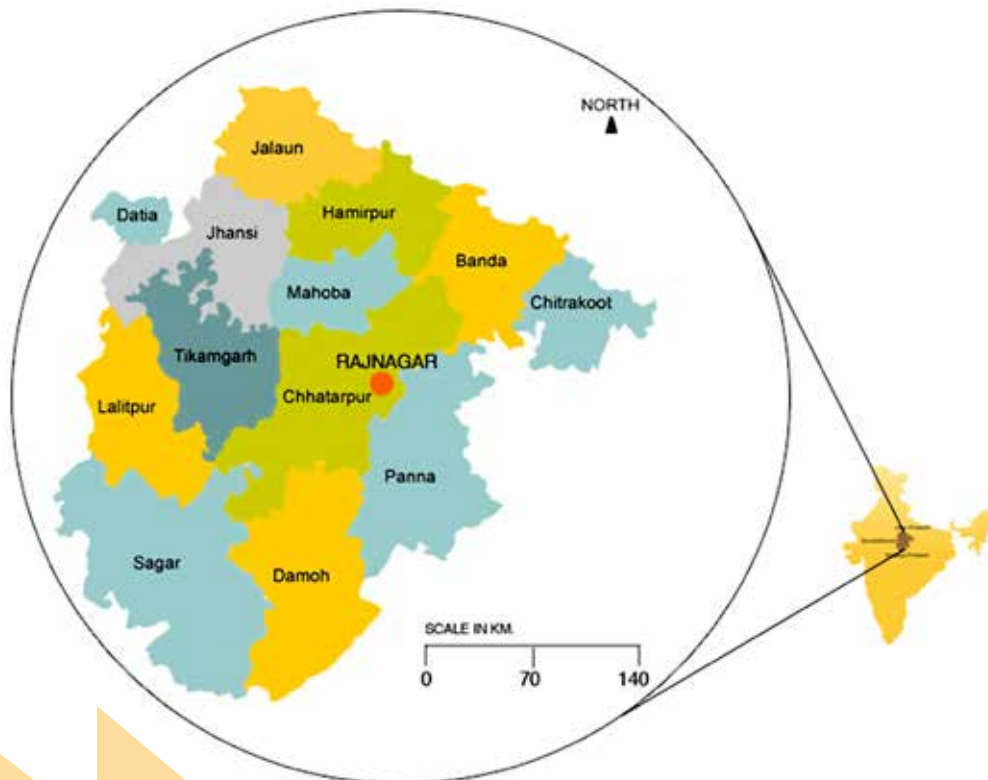 NORTH
Jalaun
Datia
Hamirpur
Jhansi
Banda
Mahoba
Chitrakoot
Tikamgarh
RAJNAGAR
Chhatarpur
Lalitpur
Panna
Sagar
Damoh
SCALE IN KM.
0 70 140